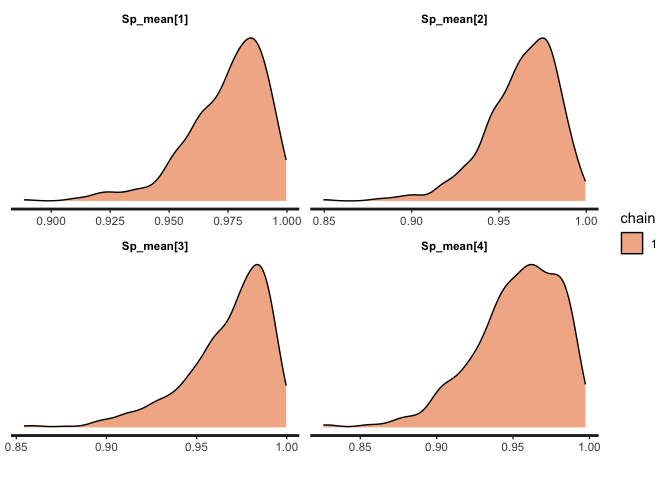 Sp_mean[1] Sp_mean[2]
0.900 0.925 0.950 0.975 1.000 0.85 0.90 0.95 1.00
chain
1
Sp_mean[3] Sp_mean[4]
0.85 0.90 0.95 1.00 0.85 0.90 0.95 1.00